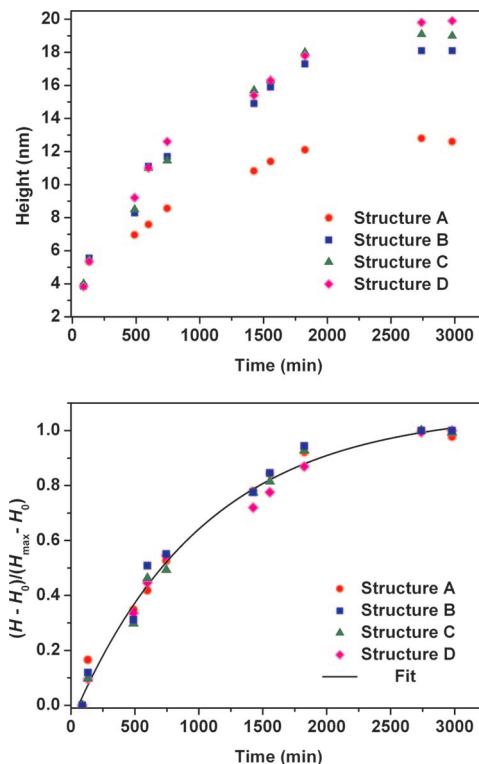 20
18
16
14
12
10
8
6
4
2
Height (nm)
Structure A
Structure B
Structure C
Structure D
0 500 1000 1500 2000 2500 3000
Time (min)
1.0
0.8
0.6
0.4
0.2
0.0
(H - H0)/(Hmax - H0)
Structure A
Structure B
Structure C
Structure D
Fit
0 500 1000 1500 2000 2500 3000
Time (min)